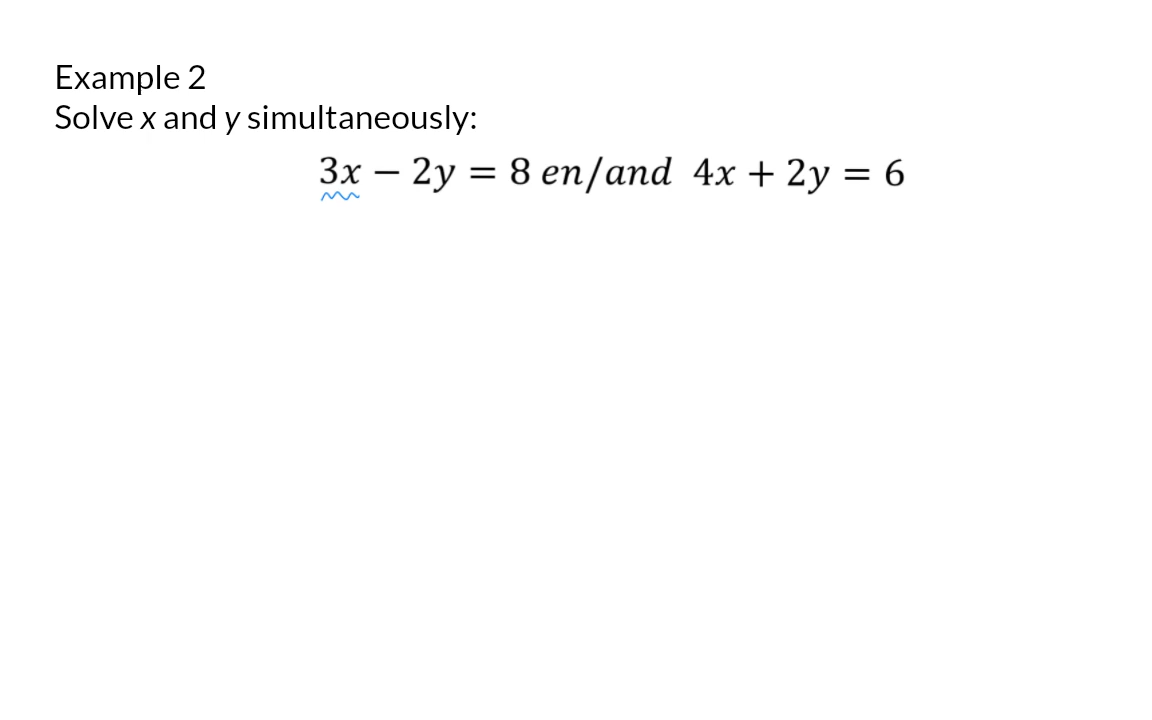 Example 2
Solve x and y simultaneously:
3x − 2y = 8 en/and 4x + 2y = 6